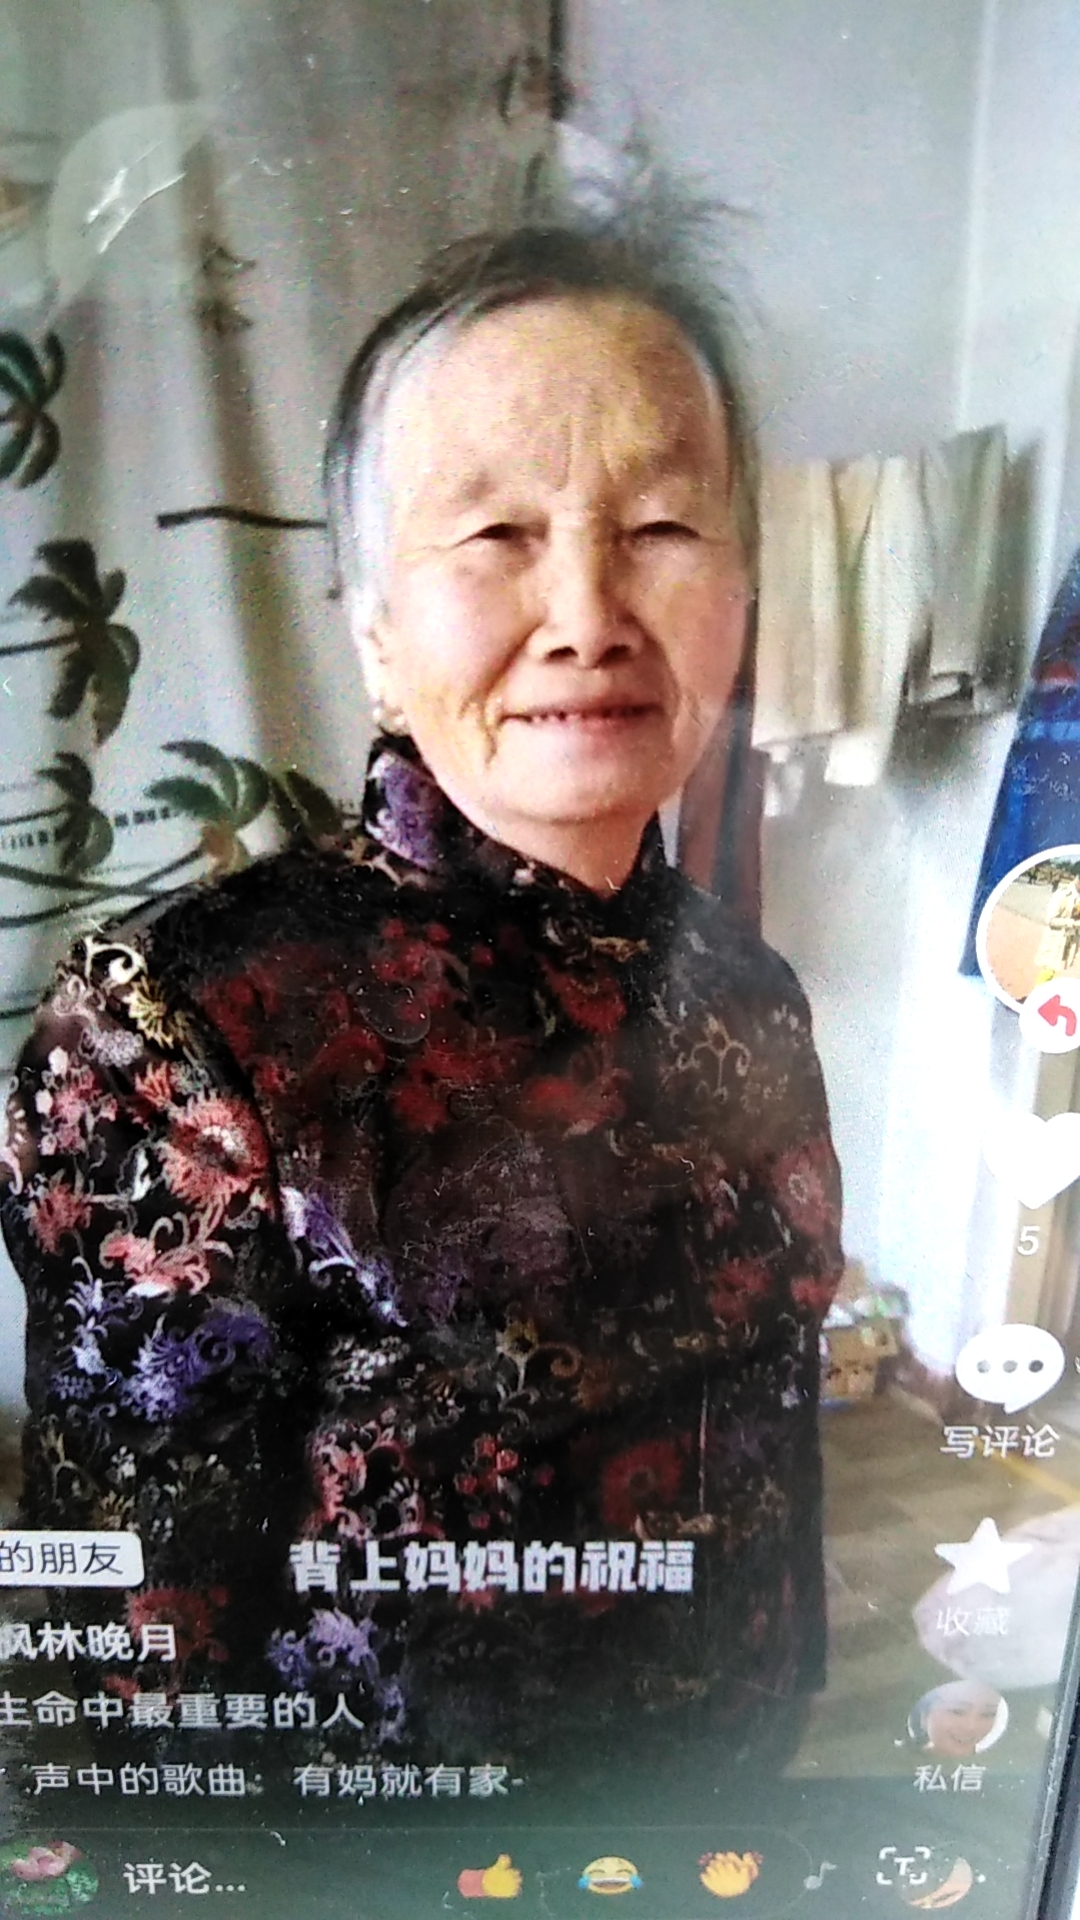 5
写评论
的朋友
背上妈妈的祝福
枫林晚月
收藏
生命中最重要的人
声中的歌曲: 有妈就有家-
私信
评论...